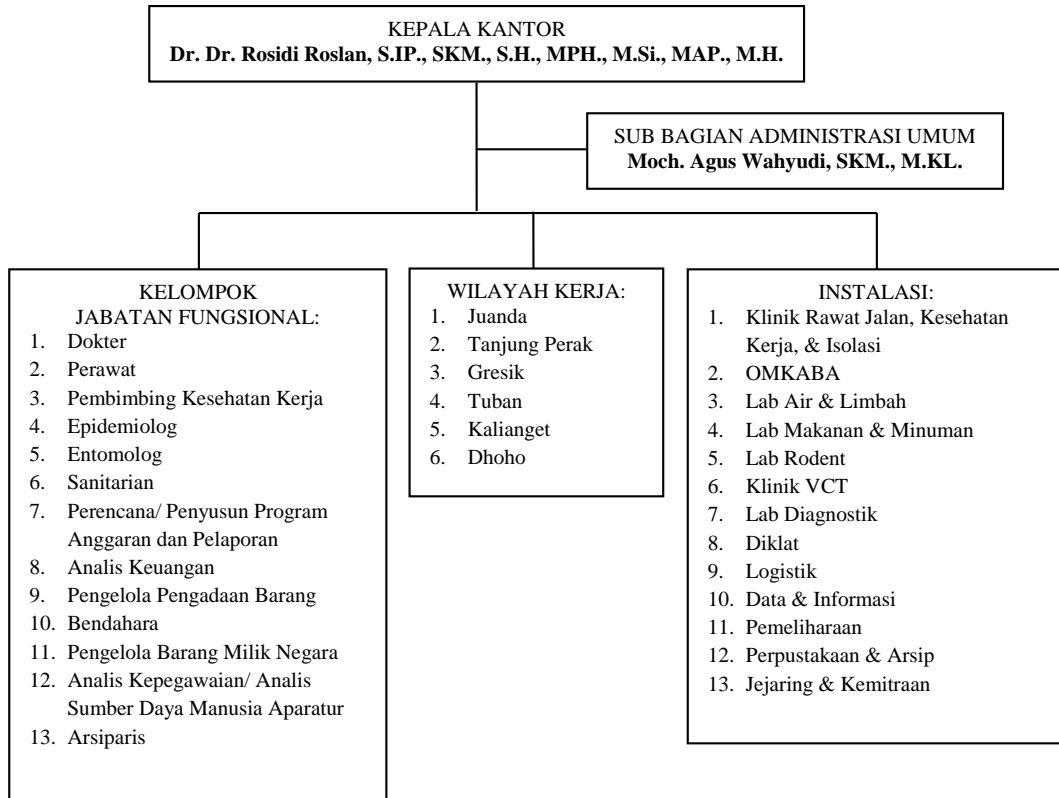 KEPALA KANTOR
Dr. Dr. Rosidi Roslan, S.IP., SKM., S.H., MPH., M.Si., MAP., M.H.
SUB BAGIAN ADMINISTRASI UMUM
Moch. Agus Wahyudi, SKM., M.KL.
KELOMPOK
JABATAN FUNGSIONAL:
1. Dokter
2. Perawat
3. Pembimbing Kesehatan Kerja
4. Epidemiolog
5. Entomolog
6. Sanitarian
7. Perencana/ Penyusun Program
Anggaran dan Pelaporan
8. Analis Keuangan
9. Pengelola Pengadaan Barang
10. Bendahara
11. Pengelola Barang Milik Negara
12. Analis Kepegawaian/ Analis
Sumber Daya Manusia Aparatur
13. Arsiparis
WILAYAH KERJA:
1. Juanda
2. Tanjung Perak
3. Gresik
4. Tuban
5. Kalianget
6. Dhoho
INSTALASI:
1. Klinik Rawat Jalan, Kesehatan
Kerja, & Isolasi
2. OMKABA
3. Lab Air & Limbah
4. Lab Makanan & Minuman
5. Lab Rodent
6. Klinik VCT
7. Lab Diagnostik
8. Diklat
9. Logistik
10. Data & Informasi
11. Pemeliharaan
12. Perpustakaan & Arsip
13. Jejaring & Kemitraan